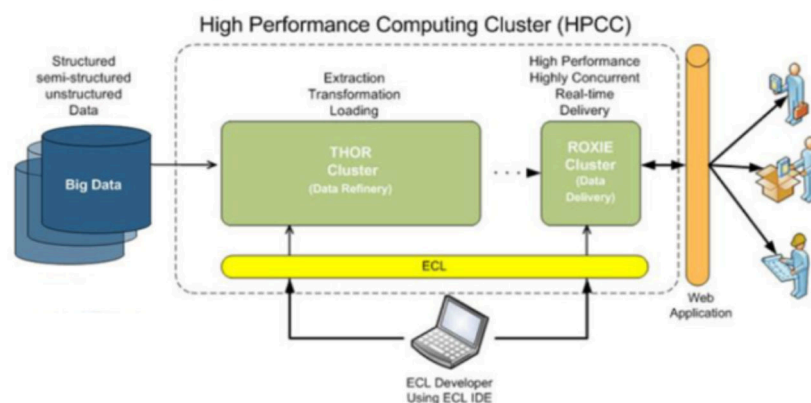 High Performance Computing Cluster (HPCC)
Structured
semi-structured
unstructured
Data
Big Data
Extraction
Transformation
Loading
THOR
Cluster
(Data Refinery)
High Performance
Highly Concurrent
Real-time
Delivery
ROXIE
Cluster
(Data
Delivery)
ECL
Web
Application
ECL Developer
Using ECL IDE